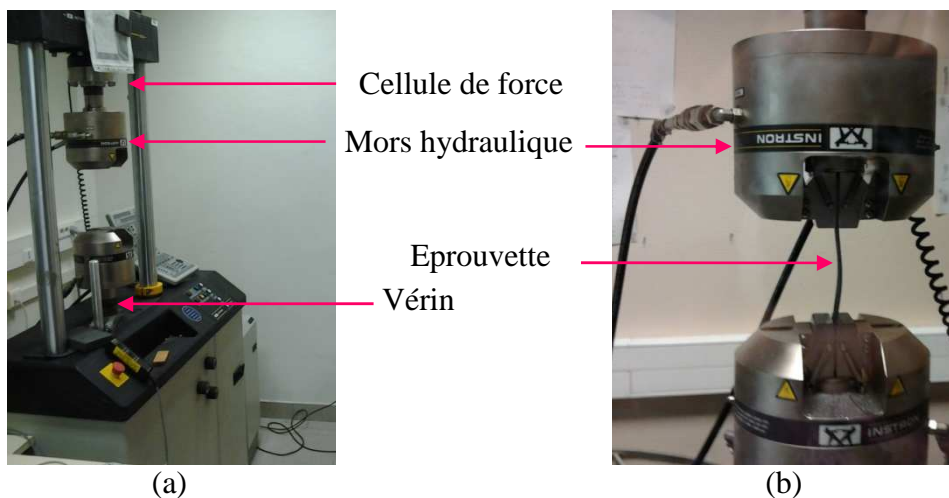 Cellule de force
Mors hydraulique
Eprouvette
Vérin
INSTRON
INSTRON
(a)
(b)